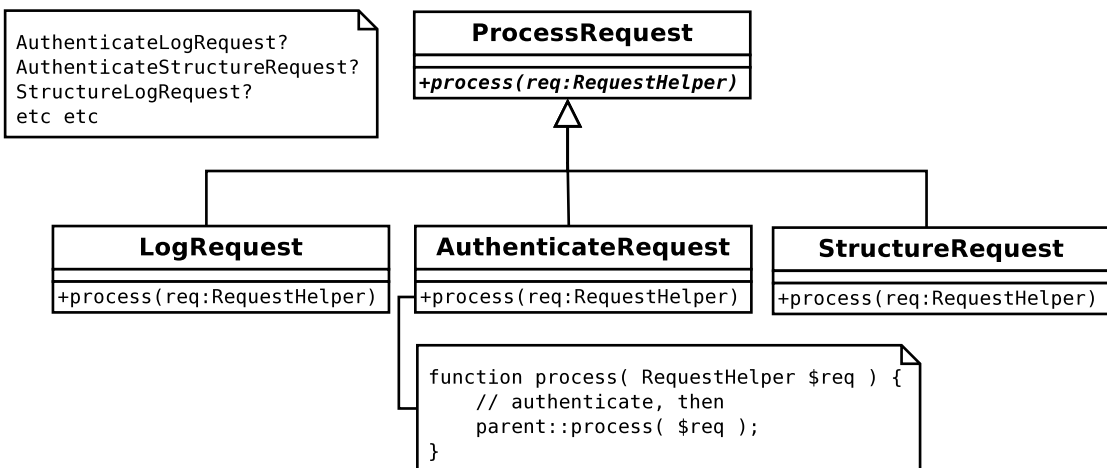 AuthenticateLogRequest?
AuthenticateStructureRequest?
StructureLogRequest?
etc etc
ProcessRequest
+process(req:RequestHelper)
LogRequest
+process(req:RequestHelper)
AuthenticateRequest
+process(req:RequestHelper)
StructureRequest
+process(req:RequestHelper)
function process( RequestHelper $req ) {
    // authenticate, then
    parent::process( $req );
}